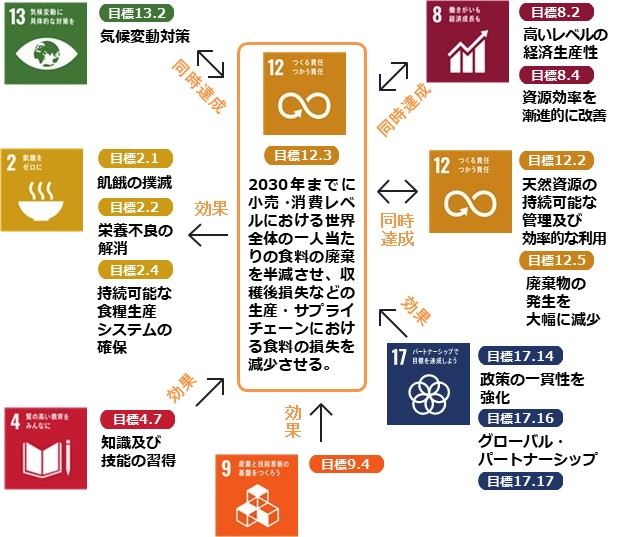 13 気候変動に
具体的な対策を
目標13.2
気候変動対策
同時達成
12 つくる責任
つかう責任
目標12.3
2030年までに
小売・消費レベ
ルにおける世界
全体の一人当た
りの食料の廃棄
を半減させ、収
穫後損失などの
生産・サプライ
チェーンにおけ
る食料の損失を
減少させる。
8 働きがいも
経済成長も
目標8.2
高いレベルの
経済生産性
目標8.4
資源効率を
漸進的に改善
同時達成
2 飢餓を
ゼロに
目標2.1
飢餓の撲滅
目標2.2
栄養不良の
解消
目標2.4
持続可能な
食糧生産
システムの
確保
効果
12 つくる責任
つかう責任
目標12.2
天然資源の
持続可能な
管理及び
効率的な利用
目標12.5
廃棄物の
発生を
大幅に減少
同時
達成
効果
17 パートナーシップで
目標を達成しよう
目標17.14
政策の一貫性を
強化
目標17.16
グローバル・
パートナーシップ
目標17.17
4 質の高い教育を
みんなに
目標4.7
知識及び
技能の習得
効果
効果
9 産業と技術革新の
基盤をつくろう
目標9.4